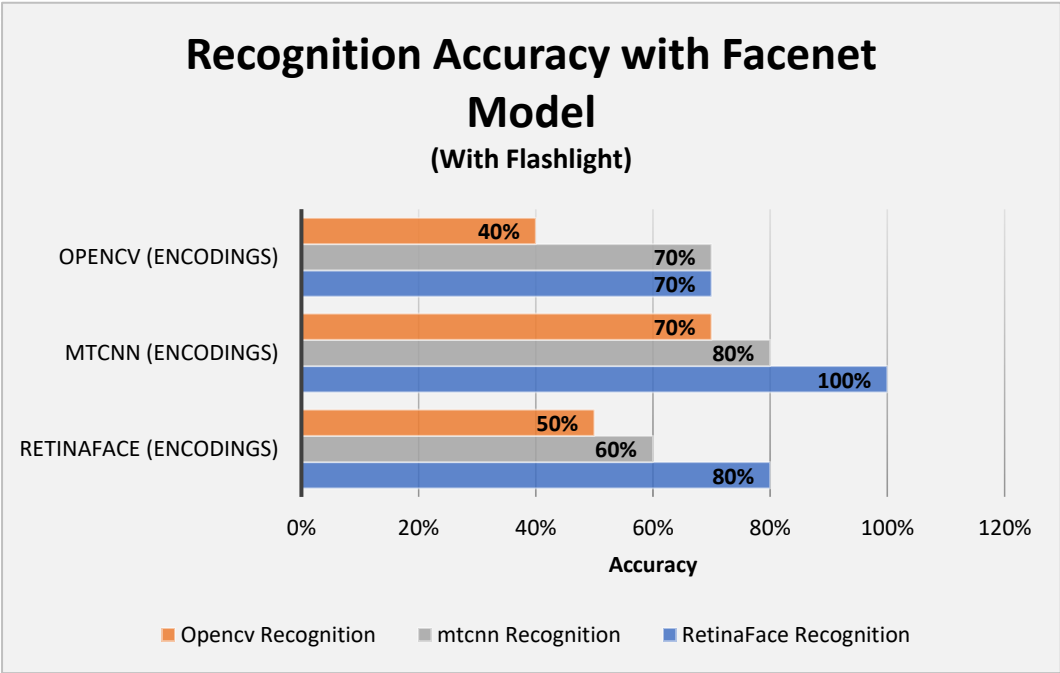 Recognition Accuracy with Facenet
Model
(With Flashlight)
40%
OPENCV (ENCODINGS)
70%
70%
70%
MTCNN (ENCODINGS)
80%
100%
50%
RETINAFACE (ENCODINGS)
60%
80%
0% 20% 40% 60% 80% 100% 120%
Accuracy
Opencv Recognition mtcnn Recognition RetinaFace Recognition